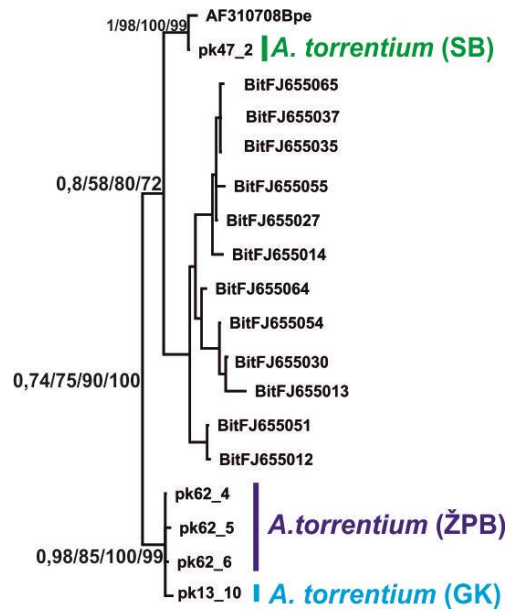 AF310708Bpe
1/98/100/99
pk47_2
A. torrentium (SB)
BitFJ655065
BitFJ655037
BitFJ655035
0,8/58/80/72
BitFJ655055
BitFJ655027
BitFJ655014
BitFJ655064
BitFJ655054
BitFJ655030
0,74/75/90/100
BitFJ655013
BitFJ655051
BitFJ655012
pk62_4
pk62_5
A.torrentium (ŽPB)
0,98/85/100/99
pk62_6
pk13_10
A. torrentium (GK)